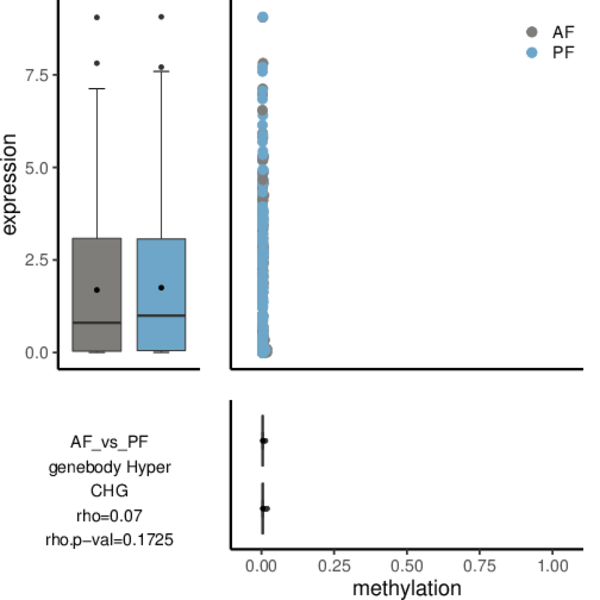 AF
PF
7.5
5.0
2.5
0.0
expression
AF_vs_PF
genebody Hyper
CHG
rho=0.07
rho.p−val=0.1725
0.00 0.25 0.50 0.75 1.00
methylation